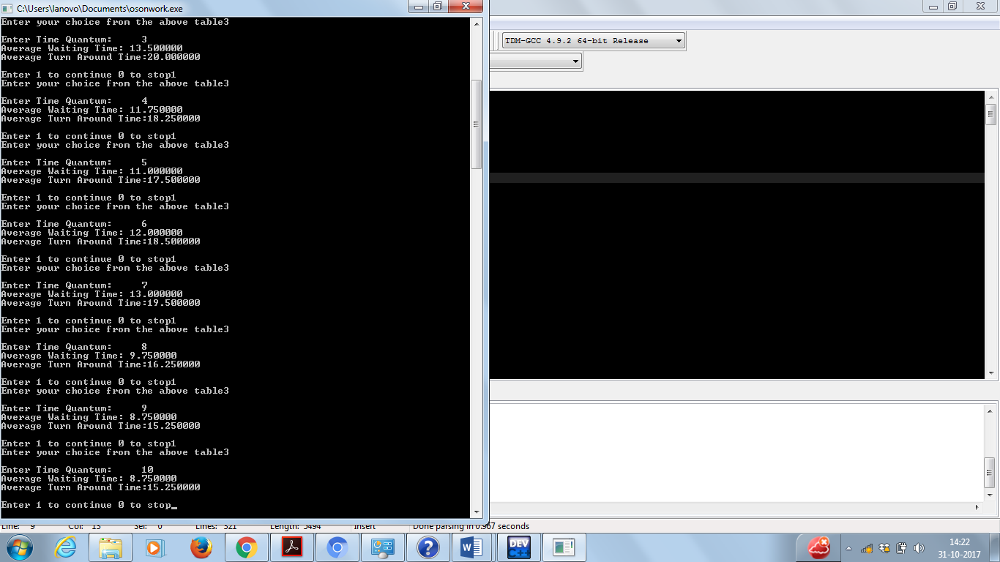 C:\Users\lanovo\Documents\osonwork.exe
Enter your choice from the above table3
Enter Time Quantum: 3
Average Waiting Time: 13.500000
Average Turn Around Time:20.000000
Enter 1 to continue 0 to stop1
Enter your choice from the above table3
Enter Time Quantum: 4
Average Waiting Time: 11.750000
Average Turn Around Time:18.250000
Enter 1 to continue 0 to stop1
Enter your choice from the above table3
Enter Time Quantum: 5
Average Waiting Time: 11.000000
Average Turn Around Time:17.500000
Enter 1 to continue 0 to stop1
Enter your choice from the above table3
Enter Time Quantum: 6
Average Waiting Time: 12.000000
Average Turn Around Time:18.500000
Enter 1 to continue 0 to stop1
Enter your choice from the above table3
Enter Time Quantum: 7
Average Waiting Time: 13.000000
Average Turn Around Time:19.500000
Enter 1 to continue 0 to stop1
Enter your choice from the above table3
Enter Time Quantum: 8
Average Waiting Time: 9.750000
Average Turn Around Time:16.250000
Enter 1 to continue 0 to stop1
Enter your choice from the above table3
Enter Time Quantum: 9
Average Waiting Time: 8.750000
Average Turn Around Time:15.250000
Enter 1 to continue 0 to stop1
Enter your choice from the above table3
Enter Time Quantum: 10
Average Waiting Time: 8.750000
Average Turn Around Time:15.250000
Enter 1 to continue 0 to stop_
TDM-GCC 4.9.2 64-bit Release
Line: 9 Col: 13 Sel: 0 Lines: 321 Length: 5494 Insert Done parsing in 0.967 seconds
DEV
C++
14:22
31-10-2017